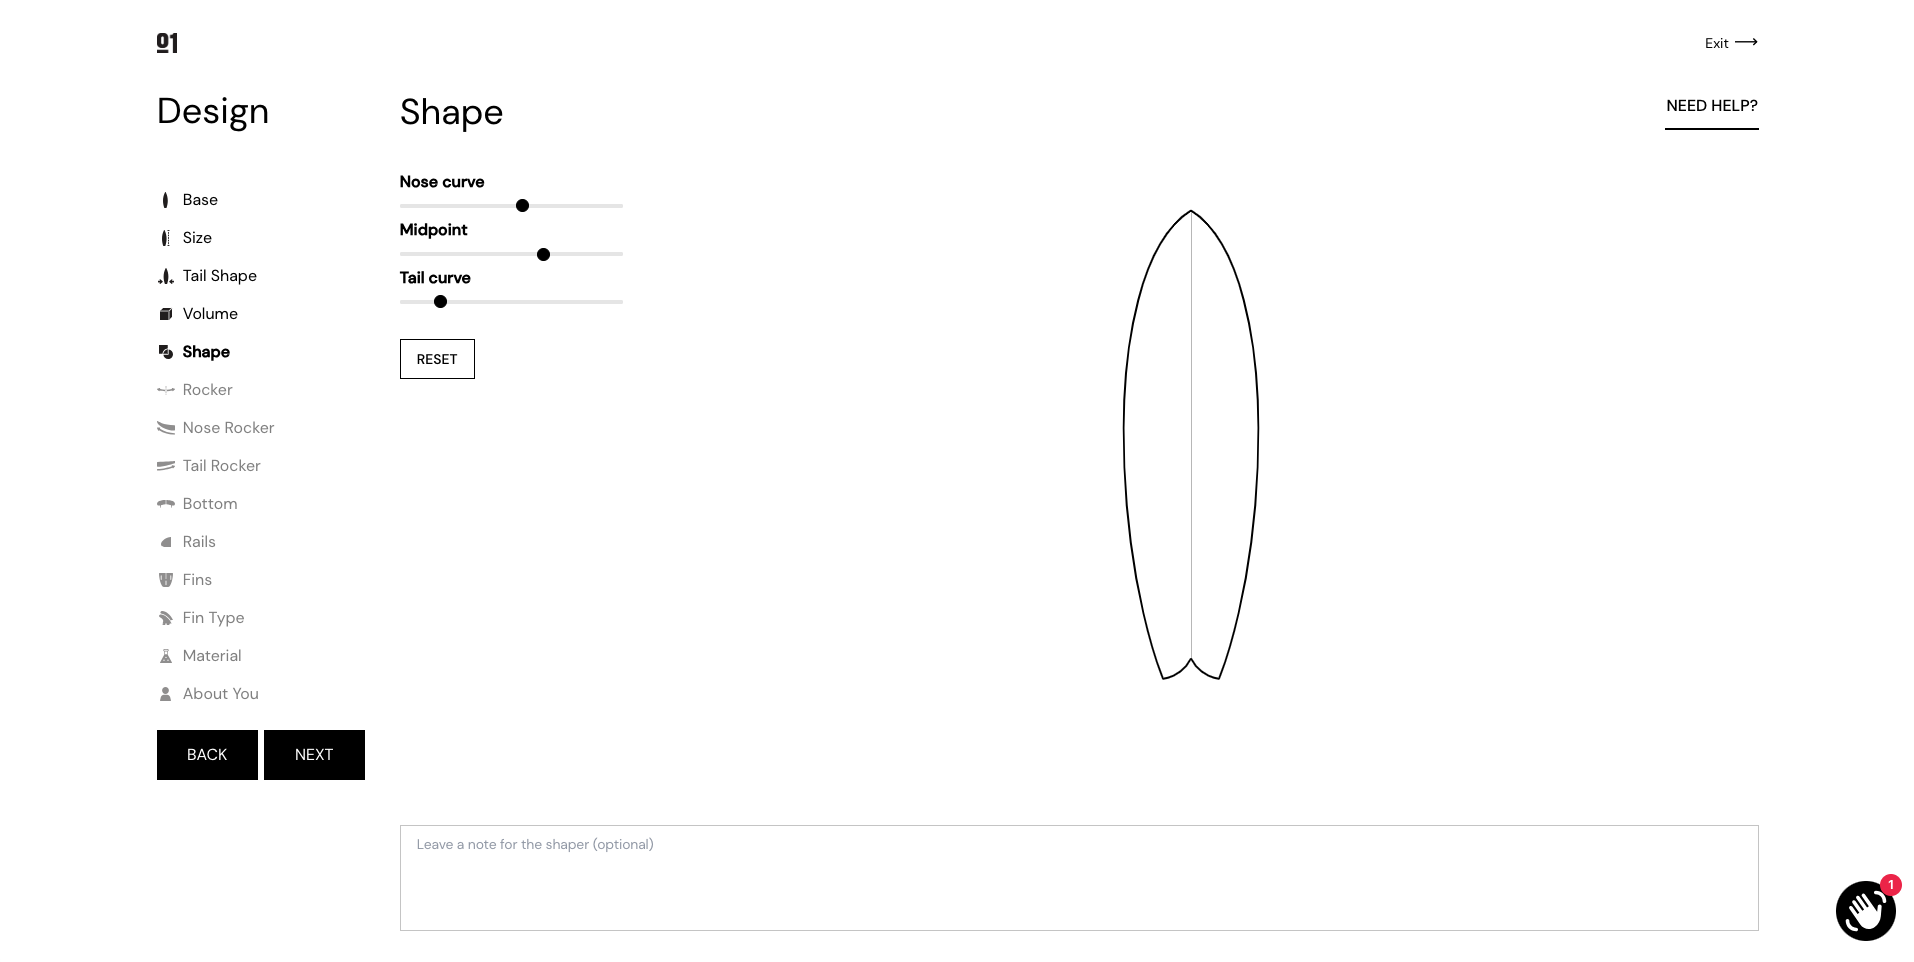 01
Exit
Design
Shape
NEED HELP?
Base
Size
Tail Shape
Volume
Shape
Rocker
Nose Rocker
Tail Rocker
Bottom
Rails
Fins
Fin Type
Material
About You
BACK
NEXT
Nose curve
Midpoint
Tail curve
RESET
Leave a note for the shaper (optional)
1